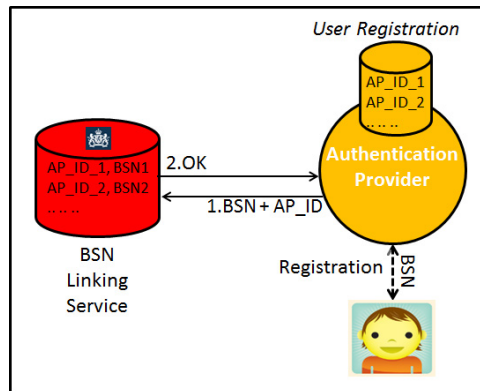 User Registration
AP_ID_1
AP_ID_2
.. .. ..
Authentication
Provider
AP_ID_1, BSN1
AP_ID_2, BSN2
.. .. ..
2.OK
1.BSN + AP_ID
BSN
Linking
Service
Registration
BSN